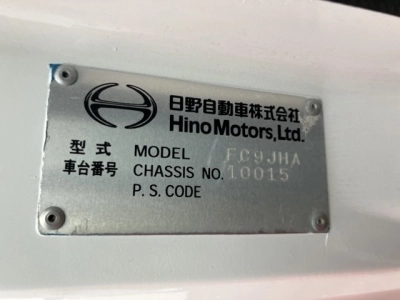 日野自動車株式会社
Hino Motors, Ltd.
型式 MODEL FC9JHA
車台番号 CHASSIS NO. 10015
P.S.CODE